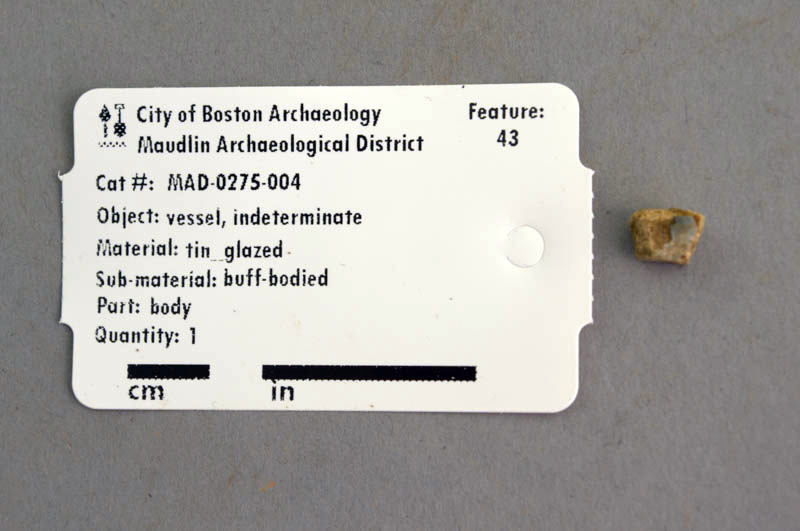 City of Boston Archaeology
Maudlin Archaeological District
Feature:
43
Cat #: MAD-0275-004
Object: vessel, indeterminate
Material: tin_glazed
Sub-material: buff-bodied
Part: body
Quantity: 1
cm in